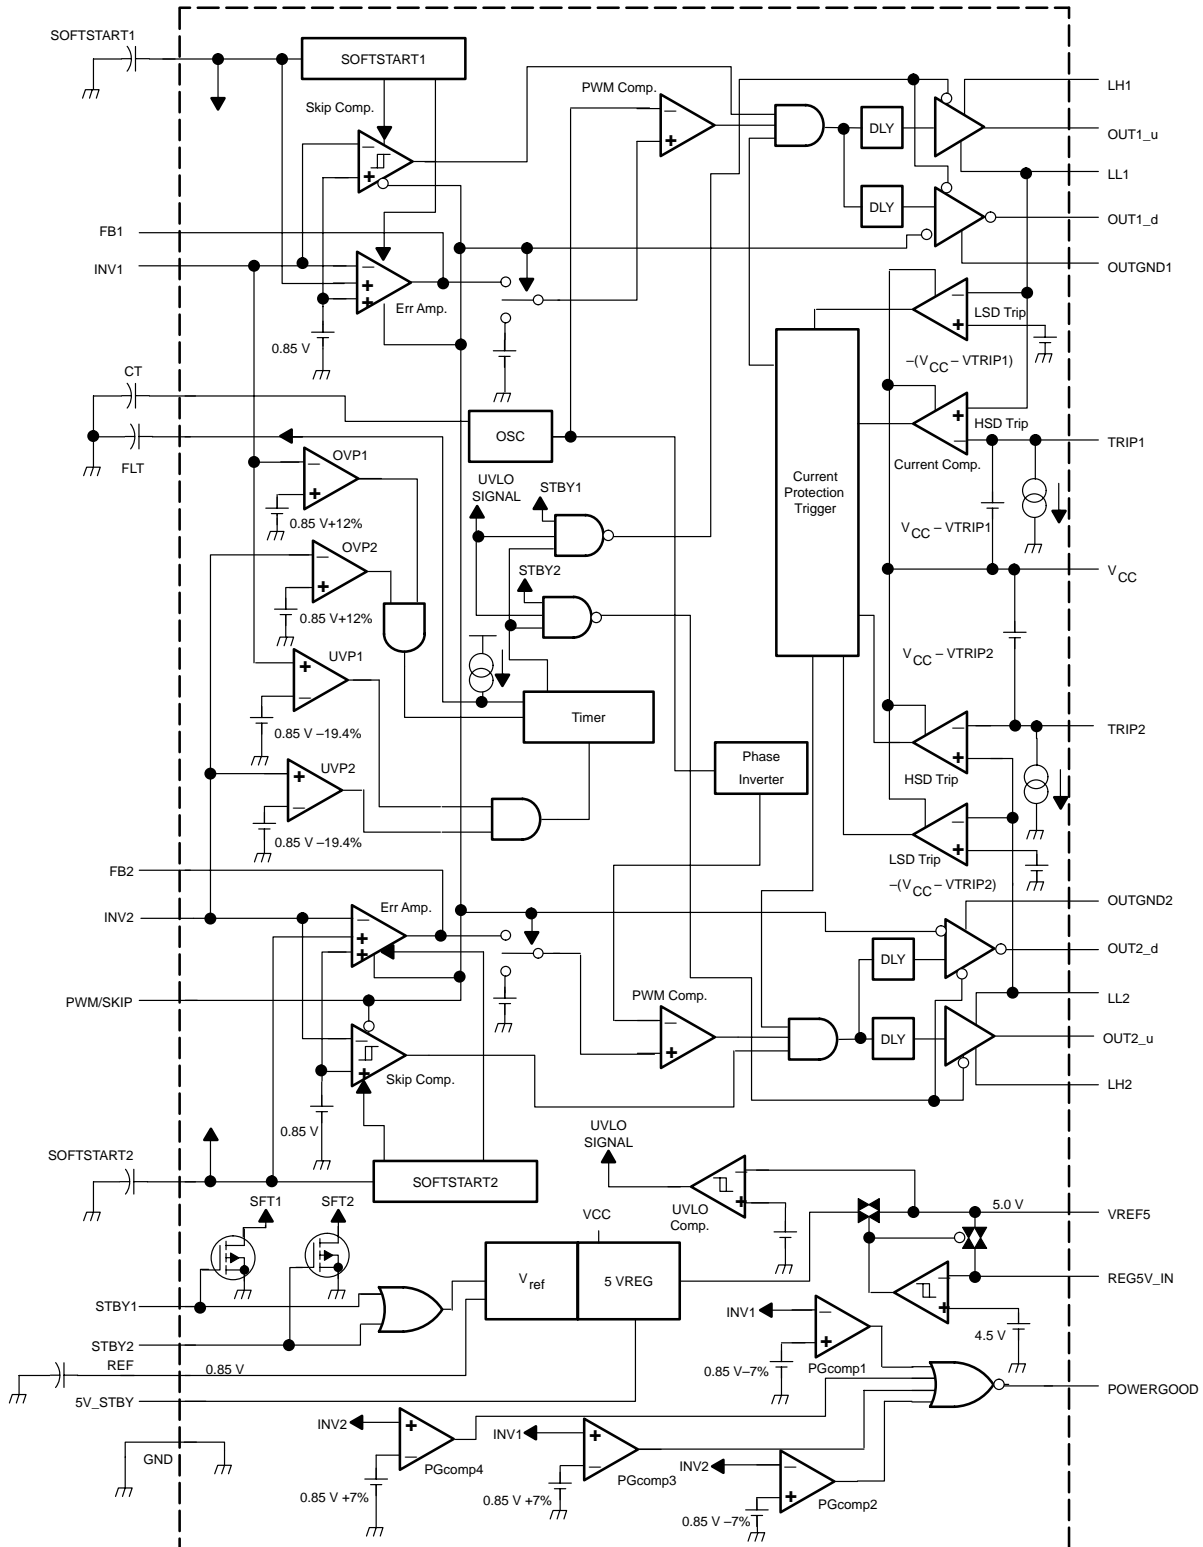 SOFTSTART1
SOFTSTART1
Skip Comp.
PWM Comp.
LH1
DLY
OUT1_u
LL1
DLY
OUT1_d
FB1
INV1
OUTGND1
Err Amp.
LSD Trip
0.85 V
–(VCC – VTRIP1)
CT
OSC
HSD Trip
TRIP1
FLT
OVP1
Current Comp.
UVLO
SIGNAL
STBY1
Current
Protection
Trigger
0.85 V+12%
VCC – VTRIP1
OVP2
STBY2
VCC
0.85 V+12%
UVP1
VCC – VTRIP2
Timer
0.85 V –19.4%
TRIP2
UVP2
Phase
Inverter
HSD Trip
0.85 V –19.4%
LSD Trip
FB2
–(VCC – VTRIP2)
OUTGND2
Err Amp.
INV2
OUT2_d
DLY
PWM/SKIP
PWM Comp.
LL2
DLY
OUT2_u
Skip Comp.
LH2
0.85 V
UVLO
SIGNAL
SOFTSTART2
SOFTSTART2
SFT1
SFT2
UVLO
Comp.
5.0 V
VREF5
VCC
Vref
5 VREG
REG5V_IN
STBY1
INV1
4.5 V
STBY2
REF
0.85 V
0.85 V–7%
PGcomp1
POWERGOOD
5V_STBY
INV2
INV1
GND
INV2
PGcomp4
PGcomp3
0.85 V +7%
0.85 V +7%
PGcomp2
0.85 V –7%